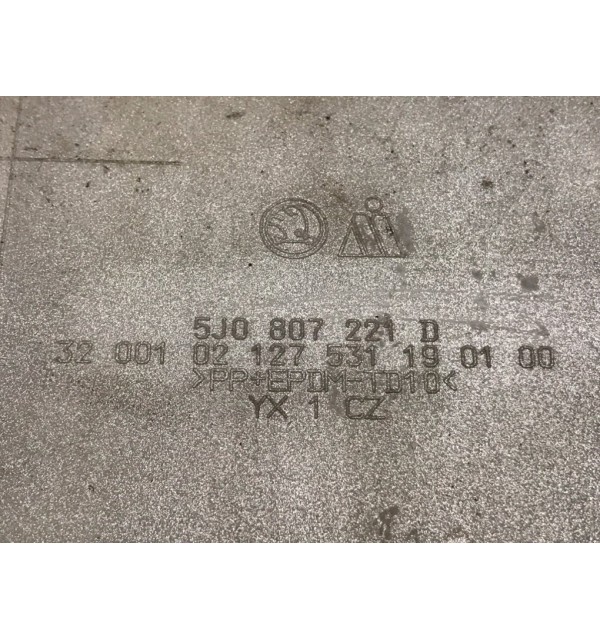 5J0 807 221 D
32 001 02 127 531 19 01 00
>PP+EPDM-TD10<
YX 1 CZ